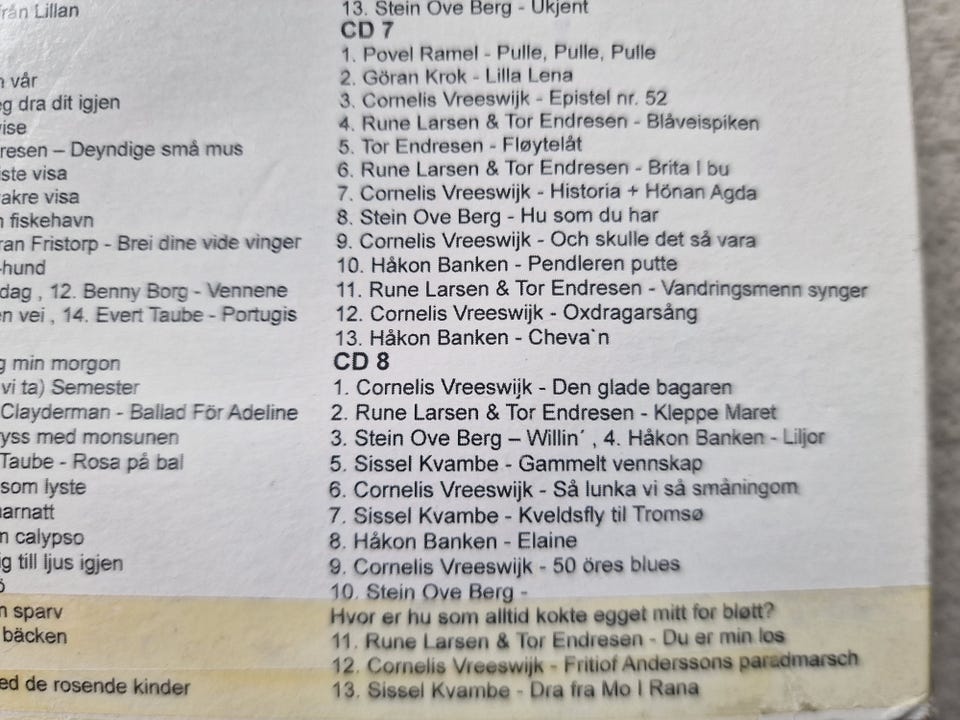 från Lillan
vår
eg dra dit igjen
vise
resen – Deyndige små mus
iste visa
akre visa
fiskehavn
ran Fristorp - Brei dine vide vinger
-hund
dag , 12. Benny Borg - Vennene
en vei , 14. Evert Taube - Portugis
g min morgon
vi ta) Semester
Clayderman - Ballad För Adeline
yss med monsunen
Taube - Rosa på bal
som lyste
arnatt
n calypso
ig till ljus igjen
ö
n sparv
bäcken
ed de rosende kinder
13. Stein Ove Berg - Ukjent
CD 7
1. Povel Ramel - Pulle, Pulle, Pulle
2. Göran Krok - Lilla Lena
3. Cornelis Vreeswijk - Epistel nr. 52
4. Rune Larsen & Tor Endresen - Blåveispiken
5. Tor Endresen - Fløytelåt
6. Rune Larsen & Tor Endresen - Brita I bu
7. Cornelis Vreeswijk - Historia + Hönan Agda
8. Stein Ove Berg - Hu som du har
9. Cornelis Vreeswijk - Och skulle det så vara
10. Håkon Banken - Pendleren putte
11. Rune Larsen & Tor Endresen - Vandringsmenn synger
12. Cornelis Vreeswijk - Oxdragarsång
13. Håkon Banken - Cheva`n
CD 8
1. Cornelis Vreeswijk - Den glade bagaren
2. Rune Larsen & Tor Endresen - Kleppe Maret
3. Stein Ove Berg – Willin´ , 4. Håkon Banken - Liljor
5. Sissel Kvambe - Gammelt vennskap
6. Cornelis Vreeswijk - Så lunka vi så småningom
7. Sissel Kvambe - Kveldsfly til Tromsø
8. Håkon Banken - Elaine
9. Cornelis Vreeswijk - 50 öres blues
10. Stein Ove Berg -
Hvor er hu som alltid kokte egget mitt for bløtt?
11. Rune Larsen & Tor Endresen - Du er min los
12. Cornelis Vreeswijk - Fritiof Anderssons paradmarsch
13. Sissel Kvambe - Dra fra Mo I Rana